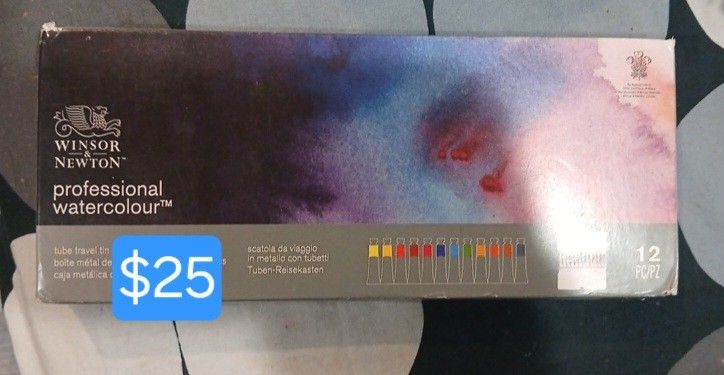 WINSOR
&
NEWTON™
professional
watercolour™
tube travel tin
boîte métal de
caja metálica
scatola da viaggio
in metallo con tubetti
Tuben-Reisekasten
$25
12
PC/PZ